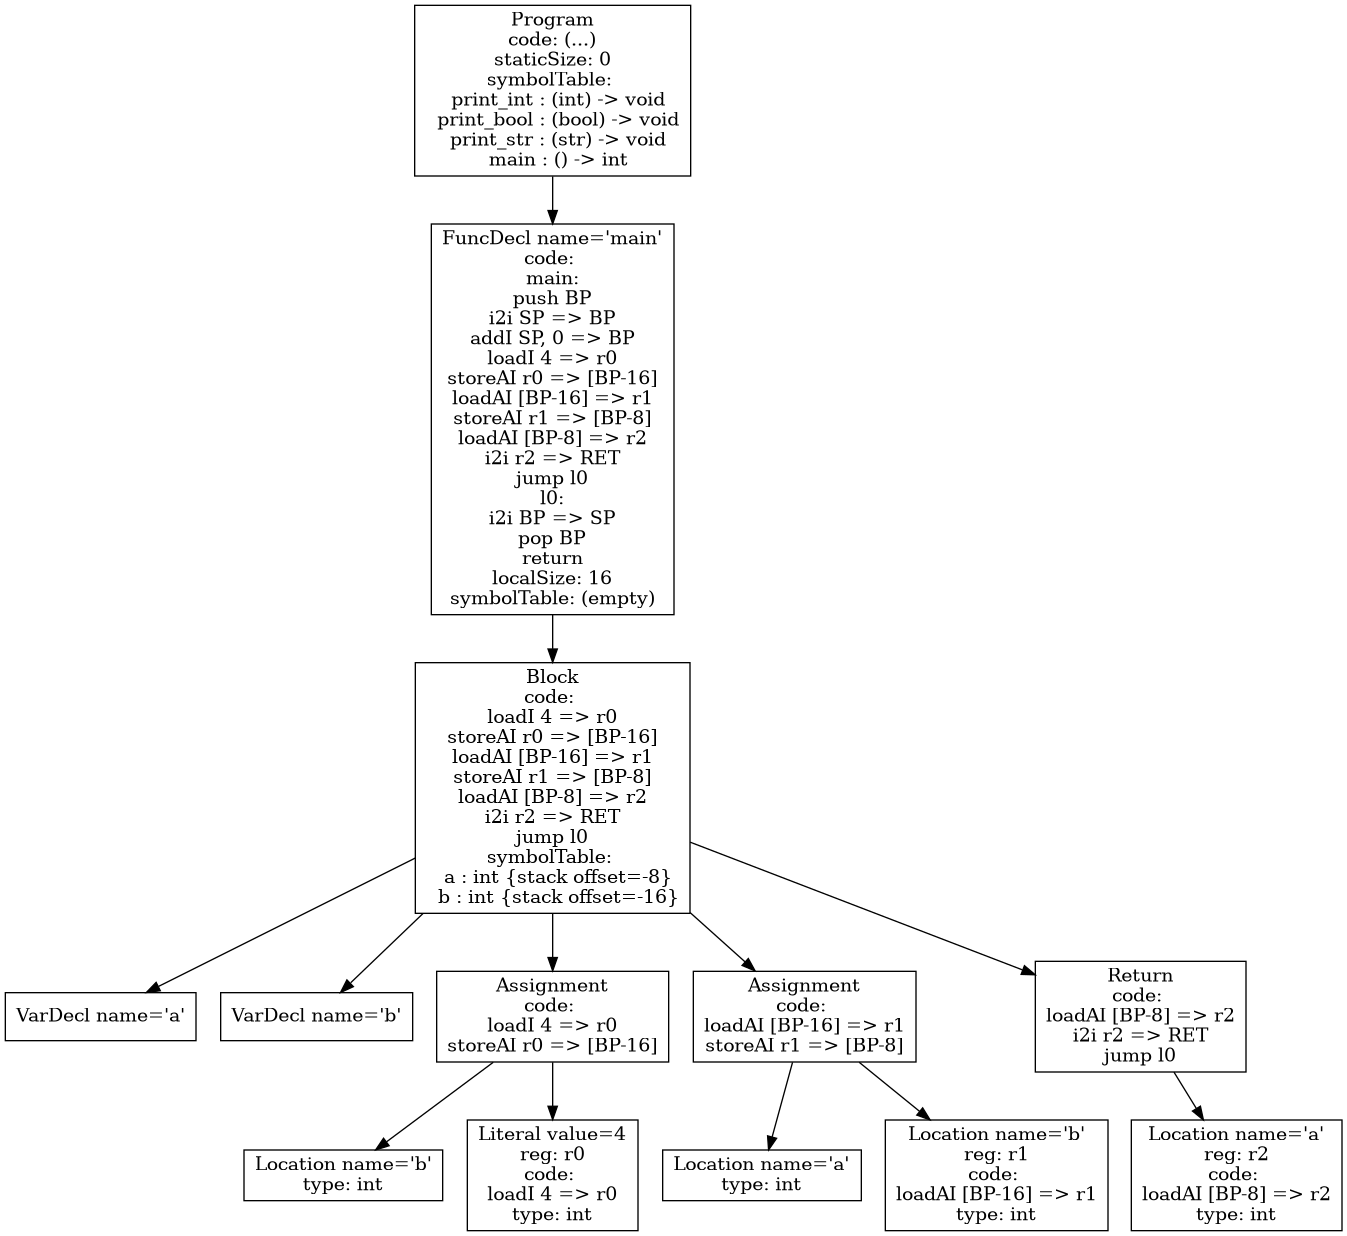 Program
code: (...)
staticSize: 0
symbolTable:
print_int : (int) -> void
print_bool : (bool) -> void
print_str : (str) -> void
main : () -> int
FuncDecl name='main'
code:
main:
push BP
i2i SP => BP
addI SP, 0 => BP
loadI 4 => r0
storeAI r0 => [BP-16]
loadAI [BP-16] => r1
storeAI r1 => [BP-8]
loadAI [BP-8] => r2
i2i r2 => RET
jump l0
l0:
i2i BP => SP
pop BP
return
localSize: 16
symbolTable: (empty)
Block
code:
loadI 4 => r0
storeAI r0 => [BP-16]
loadAI [BP-16] => r1
storeAI r1 => [BP-8]
loadAI [BP-8] => r2
i2i r2 => RET
jump l0
symbolTable:
a : int {stack offset=-8}
b : int {stack offset=-16}
VarDecl name='a'
VarDecl name='b'
Assignment
code:
loadI 4 => r0
storeAI r0 => [BP-16]
Assignment
code:
loadAI [BP-16] => r1
storeAI r1 => [BP-8]
Return
code:
loadAI [BP-8] => r2
i2i r2 => RET
jump l0
Location name='b'
type: int
Literal value=4
reg: r0
code:
loadI 4 => r0
type: int
Location name='a'
type: int
Location name='b'
reg: r1
code:
loadAI [BP-16] => r1
type: int
Location name='a'
reg: r2
code:
loadAI [BP-8] => r2
type: int